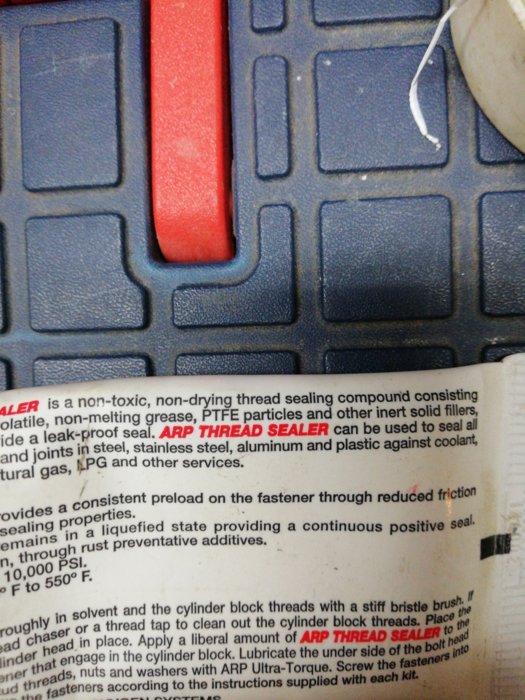 ALER is a non-toxic, non-drying thread sealing compound consisting
olatile, non-melting grease, PTFE particles and other inert solid fillers,
ide a leak-proof seal. ARP THREAD SEALER can be used to seal all
and joints in steel, stainless steel, aluminum and plastic against coolant,
tural gas, LPG and other services.
ovides a consistent preload on the fastener through reduced friction
sealing properties.
emains in a liquefied state providing a continuous positive seal.
n, through rust preventative additives.
10,000 PSI.
° F to 550° F.
roughly in solvent and the cylinder block threads with a stiff bristle brush. If
ead chaser or a thread tap to clean out the cylinder block threads. Place the
linder head in place. Apply a liberal amount of ARP THREAD SEALER to the
ner that engage in the cylinder block. Lubricate the under side of the bolt head
ud threads, nuts and washers with ARP Ultra-Torque. Screw the fasteners into
the fasteners according to the instructions supplied with each kit.